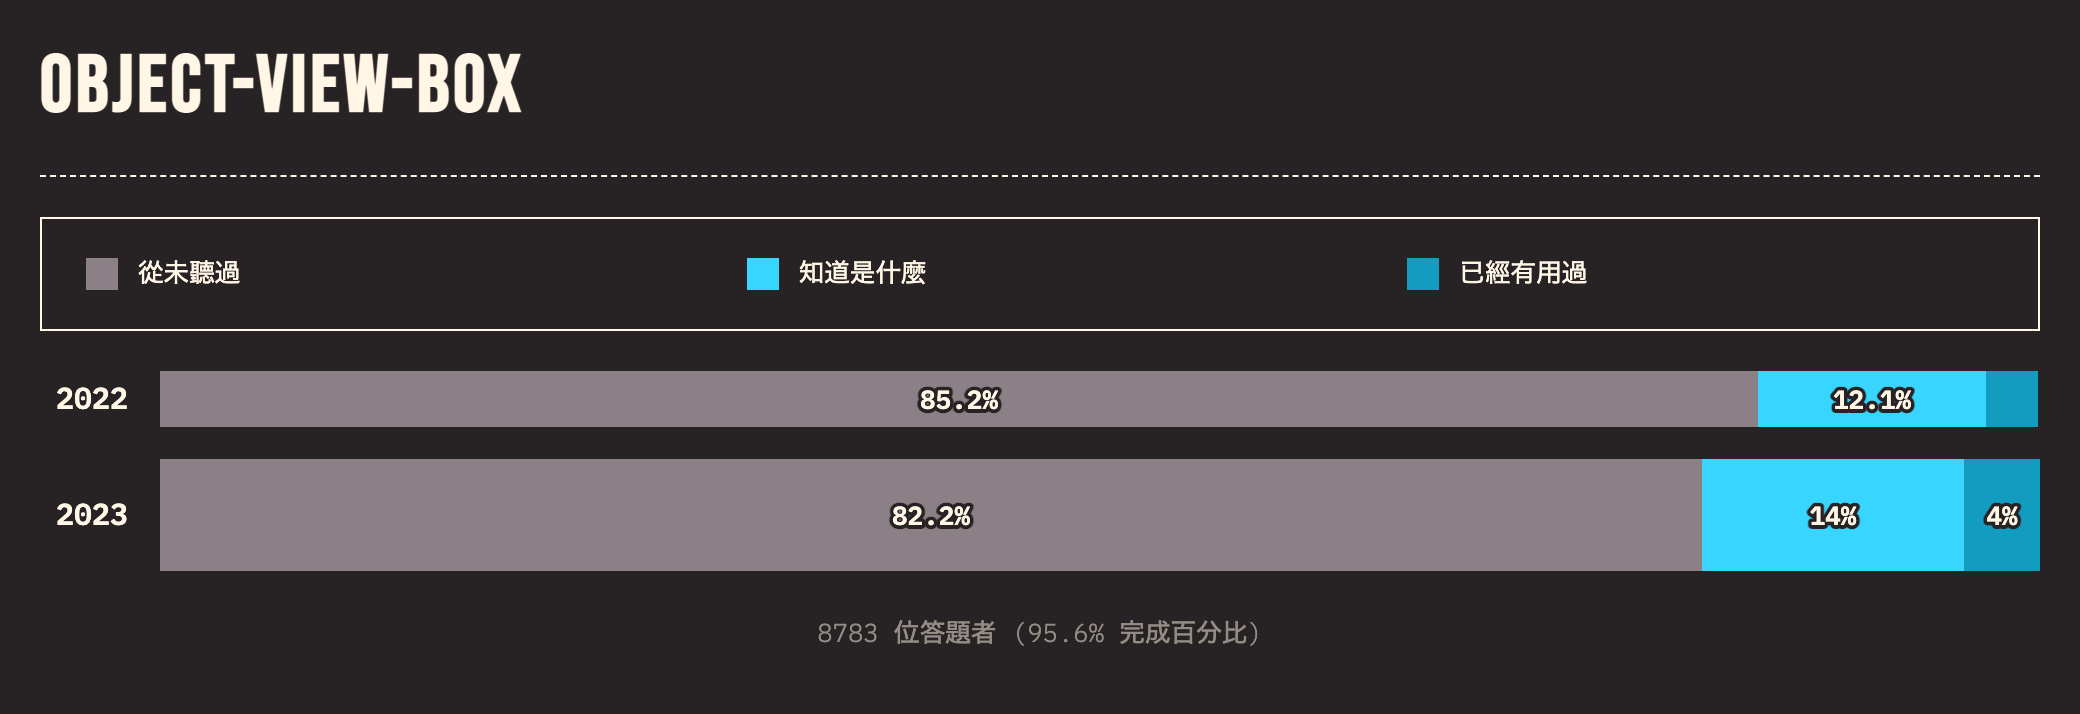 OBJECT-VIEW-BOX
從未聽過 知道是什麼 已經有用過
2022 85.2% 12.1%
2023 82.2% 14% 4%
8783 位答題者 (95.6% 完成百分比)